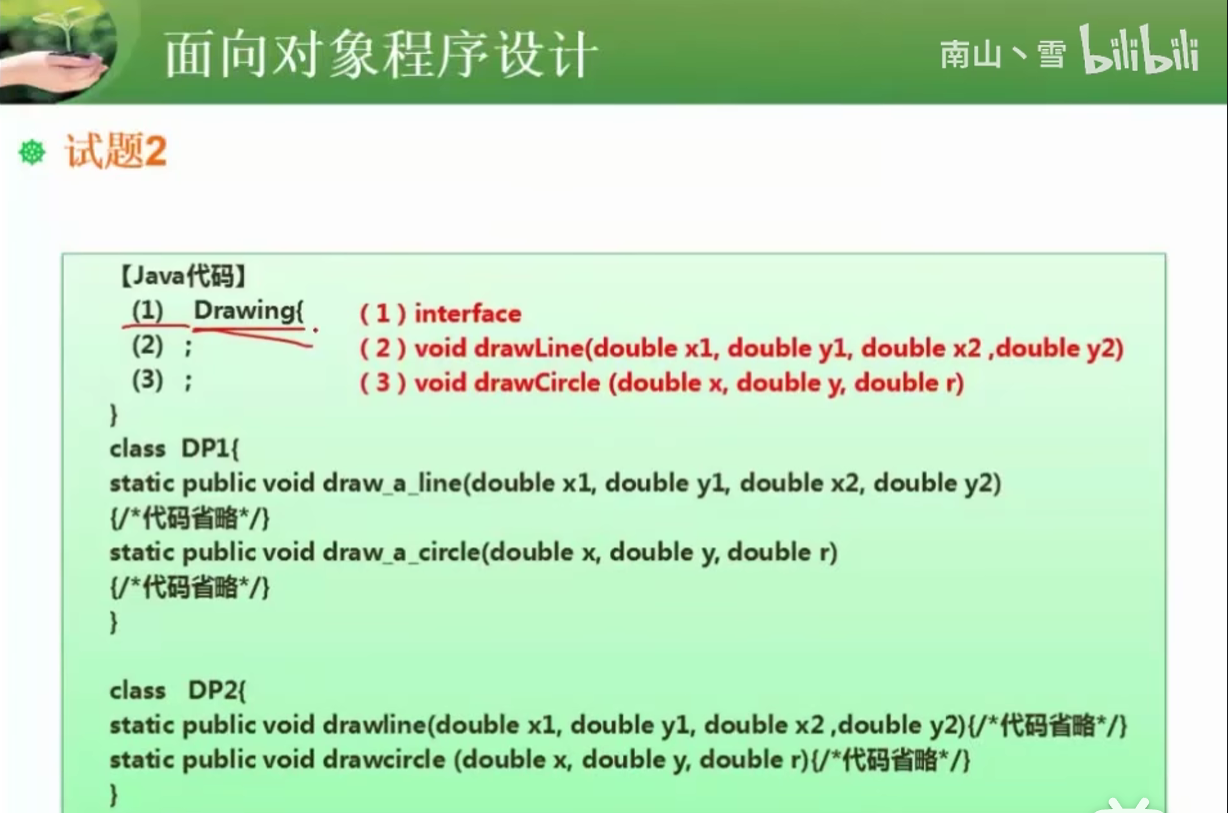 面向对象程序设计
南山丶雪 bilibili
试题2
【Java代码】
(1) Drawing{ (1) interface
(2) ; (2) void drawLine(double x1, double y1, double x2 ,double y2)
(3) ; (3) void drawCircle (double x, double y, double r)
}
class DP1{
static public void draw_a_line(double x1, double y1, double x2, double y2)
{/*代码省略*/}
static public void draw_a_circle(double x, double y, double r)
{/*代码省略*/}
}
class DP2{
static public void drawline(double x1, double y1, double x2 ,double y2){/*代码省略*/}
static public void drawcircle (double x, double y, double r){/*代码省略*/}
}